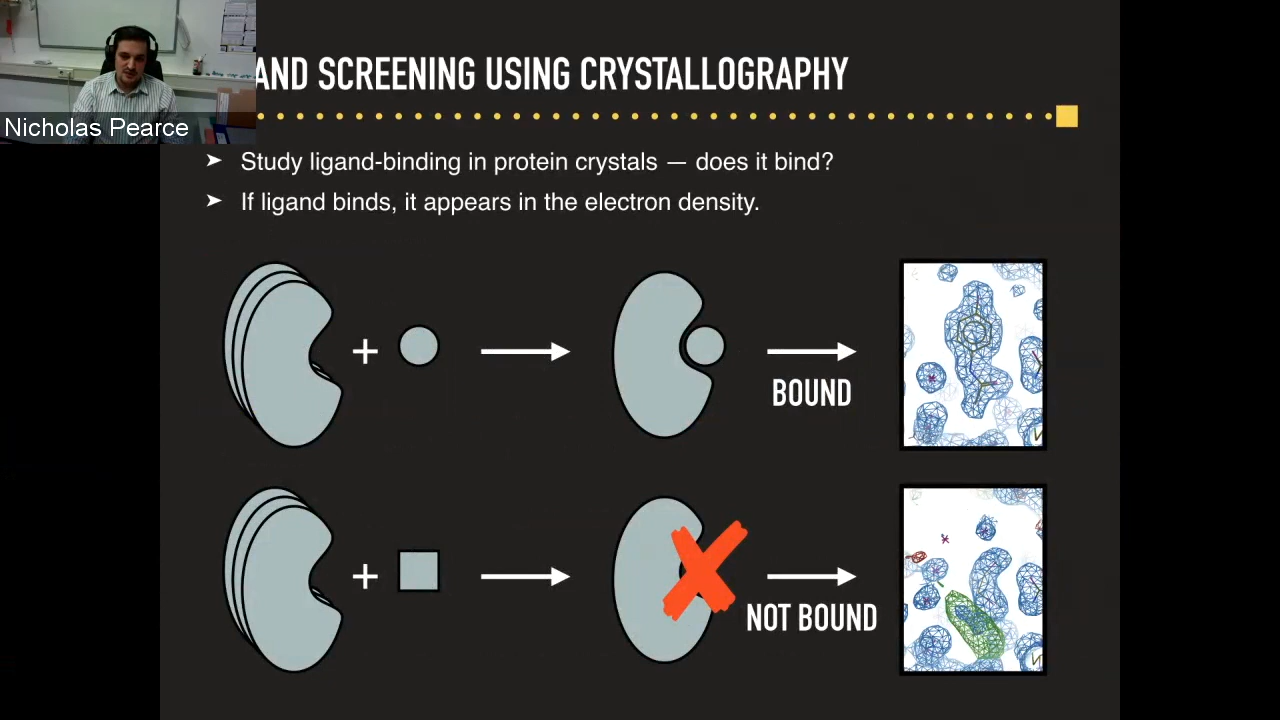 AND SCREENING USING CRYSTALLOGRAPHY
Nicholas Pearce
➤ Study ligand-binding in protein crystals — does it bind?
➤ If ligand binds, it appears in the electron density.
+
BOUND
+
NOT BOUND